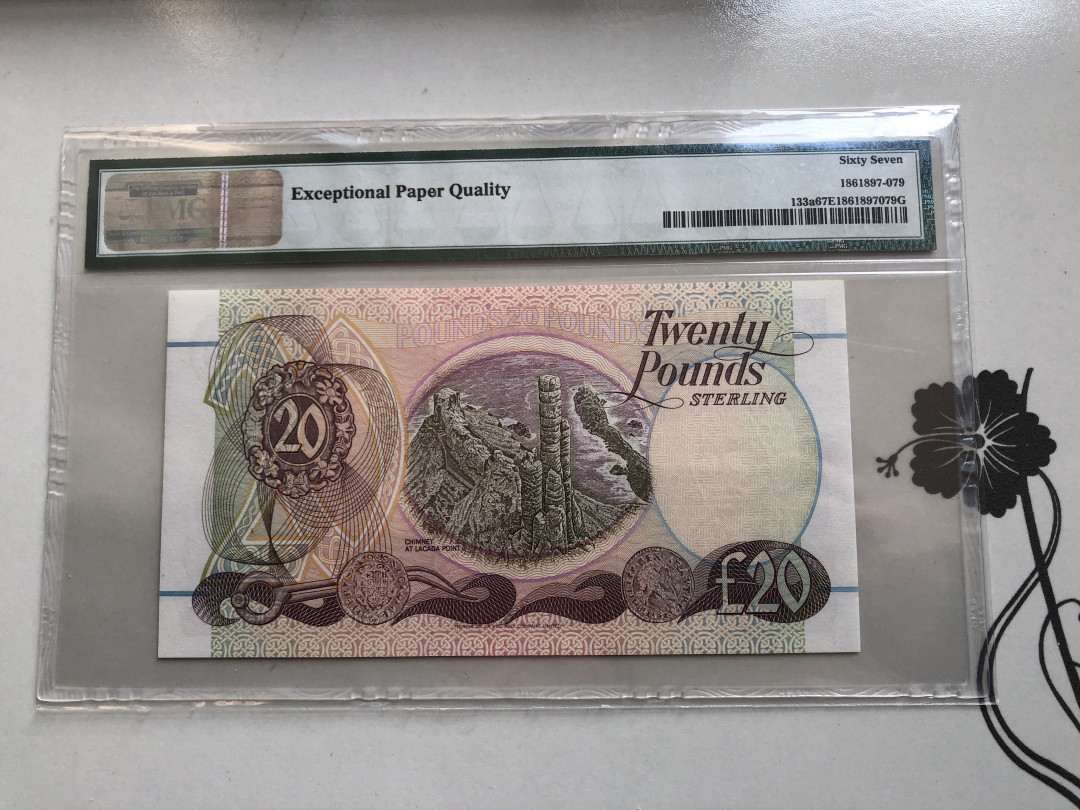 PMG
Exceptional Paper Quality
Sixty Seven
1861897-079
133a67E1861897079G
POUNDS 20 POUNDS
Twenty
Pounds
STERLING
20
CHIMNEY
AT LACADA POINT
£20